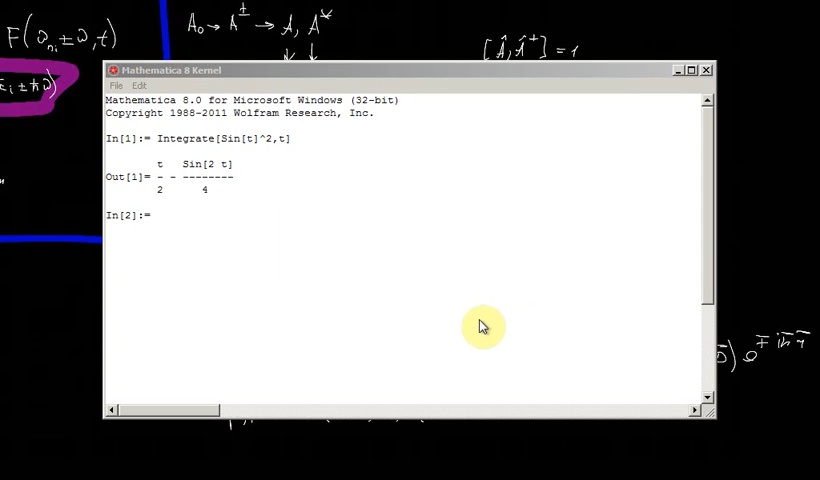 F(ω_ni ± ω, t)
A₀ → A^± → A, A*
↓ ↓
[Â, Â⁺] = 1
Mathematica 8 Kernel
File Edit
Mathematica 8.0 for Microsoft Windows (32-bit)
Copyright 1988-2011 Wolfram Research, Inc.
In[1]:= Integrate[Sin[t]^2,t]
t Sin[2 t]
Out[1]= - - --------
2 4
In[2]:=